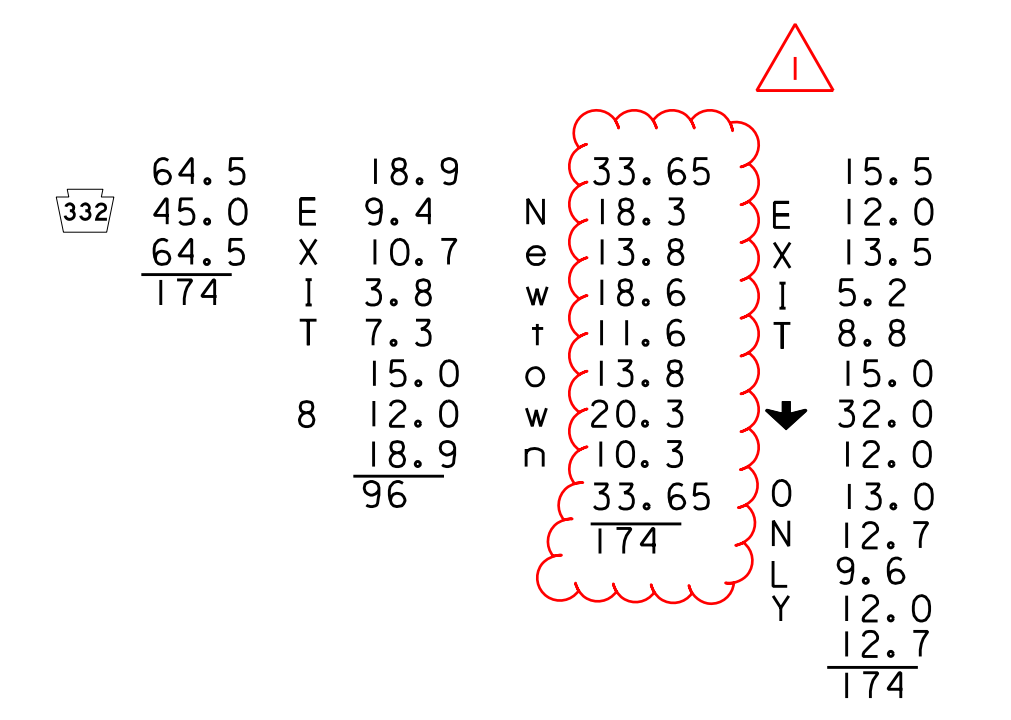 1
64.5
332 45.0
64.5
174
E
X
I
T
8
18.9
9.4
10.7
3.8
7.3
15.0
12.0
18.9
96
N
e
w
t
o
w
n
33.65
18.3
13.8
18.6
11.6
13.8
20.3
10.3
33.65
174
E
X
I
T
O
N
L
Y
15.5
12.0
13.5
5.2
8.8
15.0
32.0
12.0
13.0
12.7
9.6
12.0
12.7
174